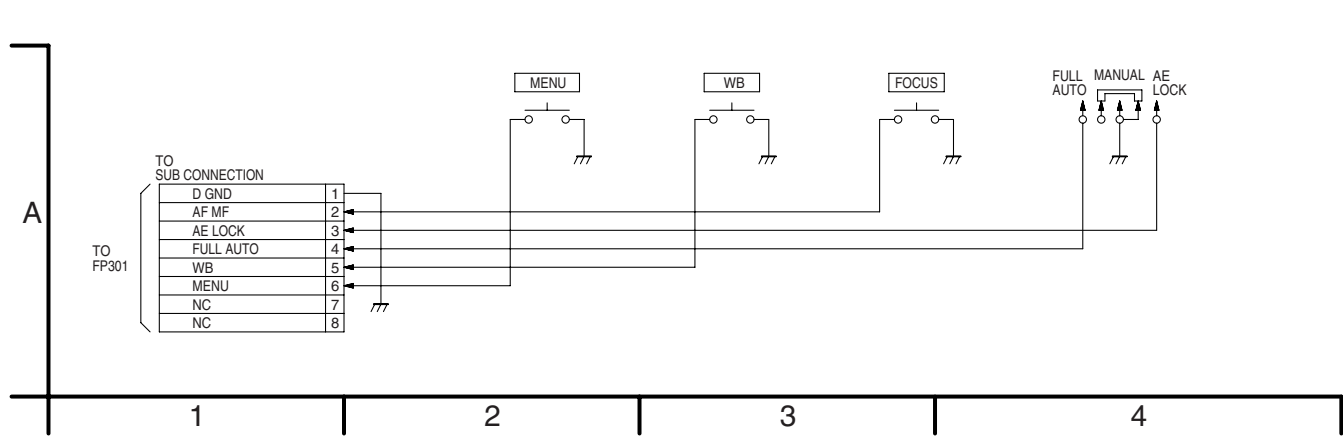 MENU
WB
FOCUS
FULL AUTO
MANUAL
AE LOCK
TO
SUB CONNECTION
D GND 1
AF MF 2
AE LOCK 3
FULL AUTO 4
WB 5
MENU 6
NC 7
NC 8
TO
FP301
A
1 2 3 4